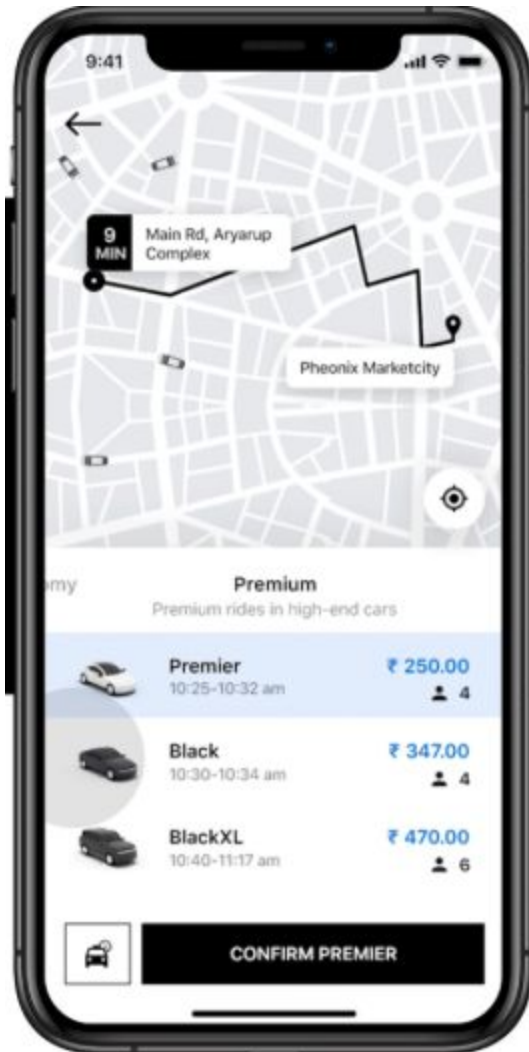 9:41
9
MIN
Main Rd, Aryarup
Complex
Pheonix Marketcity
omy
Premium
Premium rides in high-end cars
Premier
₹ 250.00
10:25-10:32 am
4
Black
₹ 347.00
10:30-10:34 am
4
BlackXL
₹ 470.00
10:40-11:17 am
6
CONFIRM PREMIER